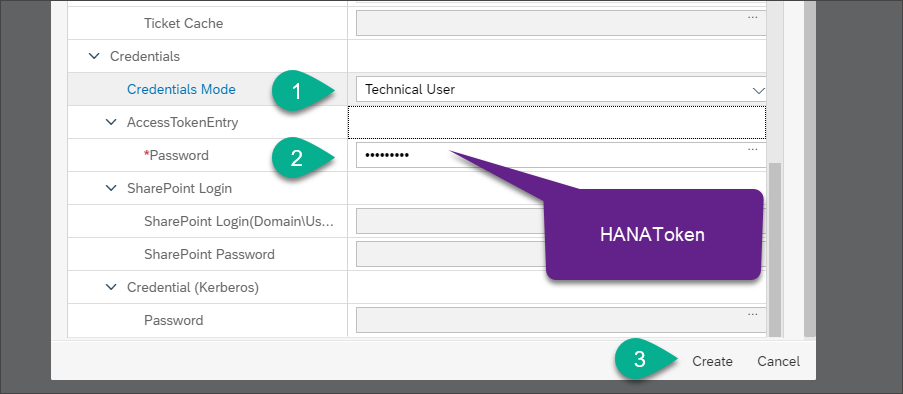 Ticket Cache
...
Credentials
1
Credentials Mode
Technical User
AccessTokenEntry
2
*Password
•••••••••
...
SharePoint Login
HANAToken
SharePoint Login(Domain\Us...
SharePoint Password
Credential (Kerberos)
Password
...
3
Create
Cancel